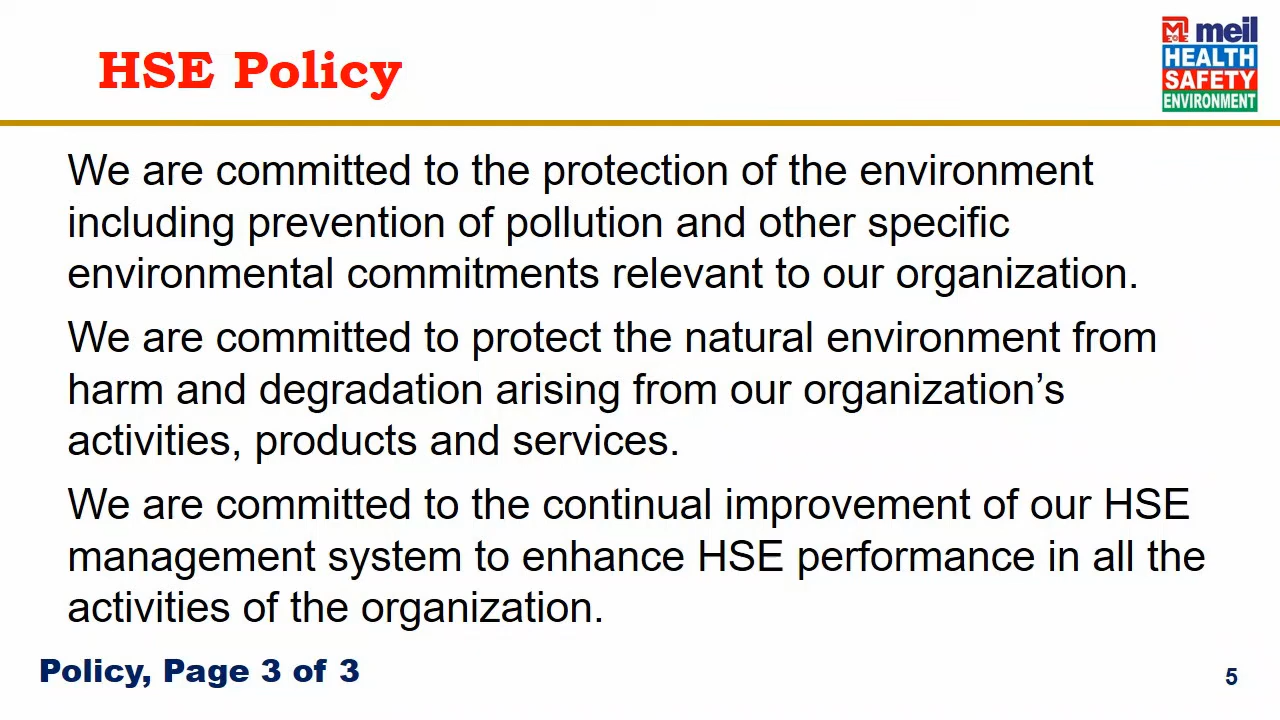 HSE Policy
meil
HEALTH
SAFETY
ENVIRONMENT
We are committed to the protection of the environment
including prevention of pollution and other specific
environmental commitments relevant to our organization.
We are committed to protect the natural environment from
harm and degradation arising from our organization’s
activities, products and services.
We are committed to the continual improvement of our HSE
management system to enhance HSE performance in all the
activities of the organization.
Policy, Page 3 of 3
5